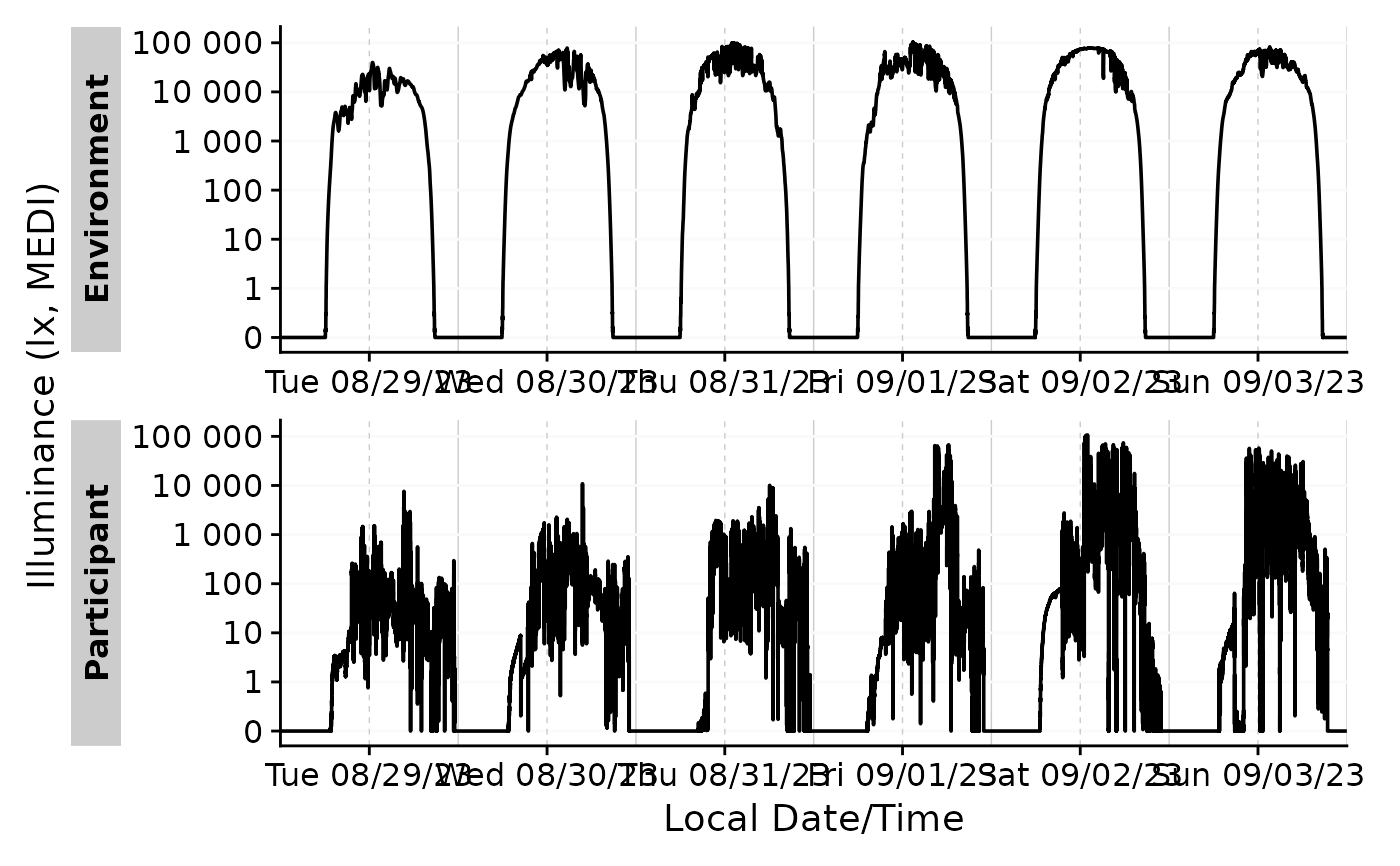 Illuminance (lx, MEDI)
Environment
100 000
10 000
1 000
100
10
1
0
Tue 08/29/23
Wed 08/30/23
Thu 08/31/23
Fri 09/01/23
Sat 09/02/23
Sun 09/03/23
Participant
100 000
10 000
1 000
100
10
1
0
Tue 08/29/23
Wed 08/30/23
Thu 08/31/23
Fri 09/01/23
Sat 09/02/23
Sun 09/03/23
Local Date/Time